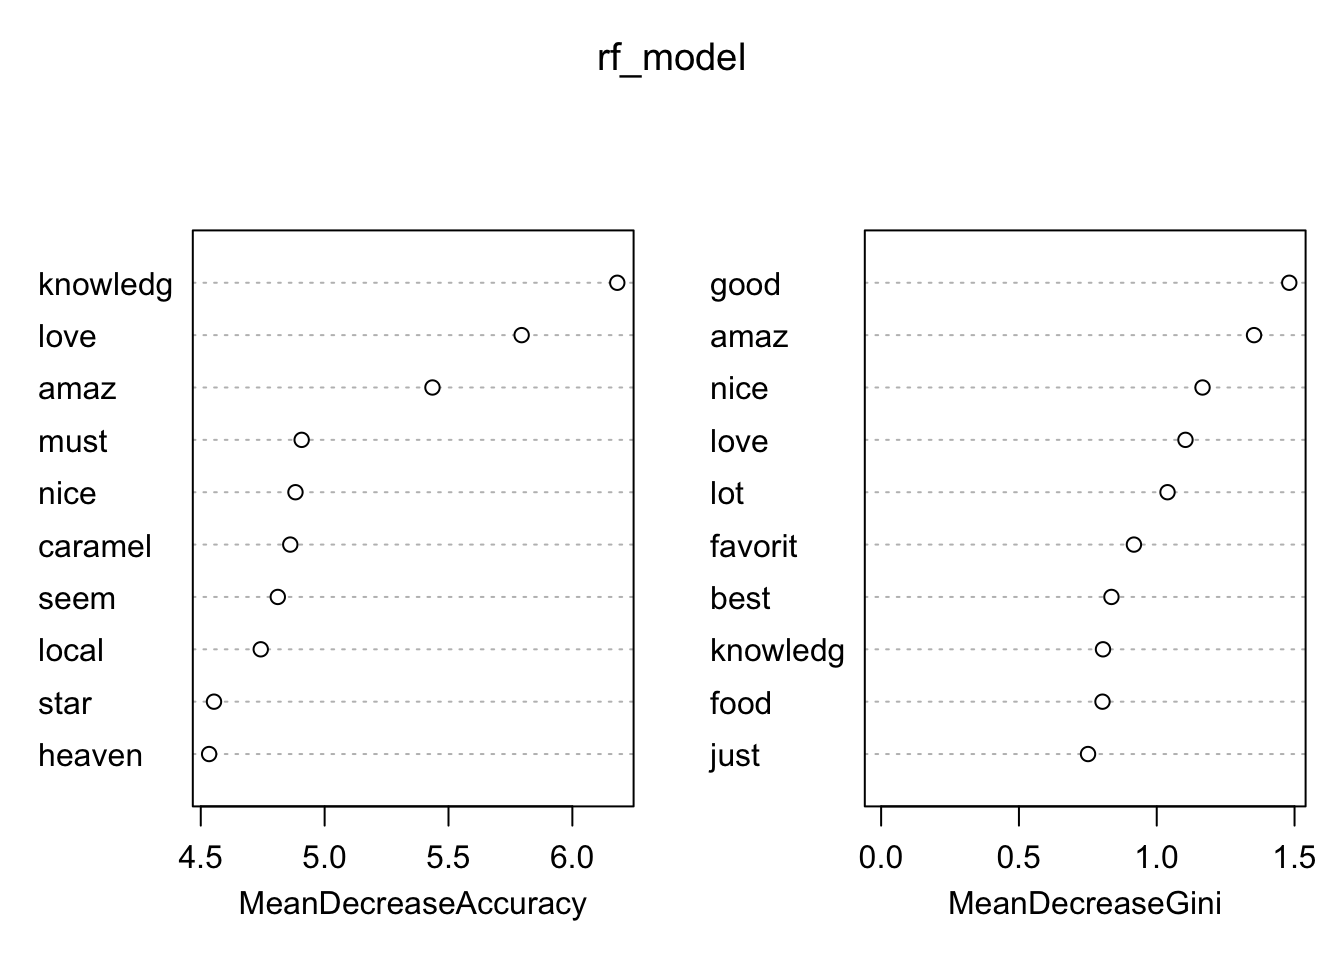 rf_model
knowledg
love
amaz
must
nice
caramel
seem
local
star
heaven
4.5 5.0 5.5 6.0
MeanDecreaseAccuracy
good
amaz
nice
love
lot
favorit
best
knowledg
food
just
0.0 0.5 1.0 1.5
MeanDecreaseGini